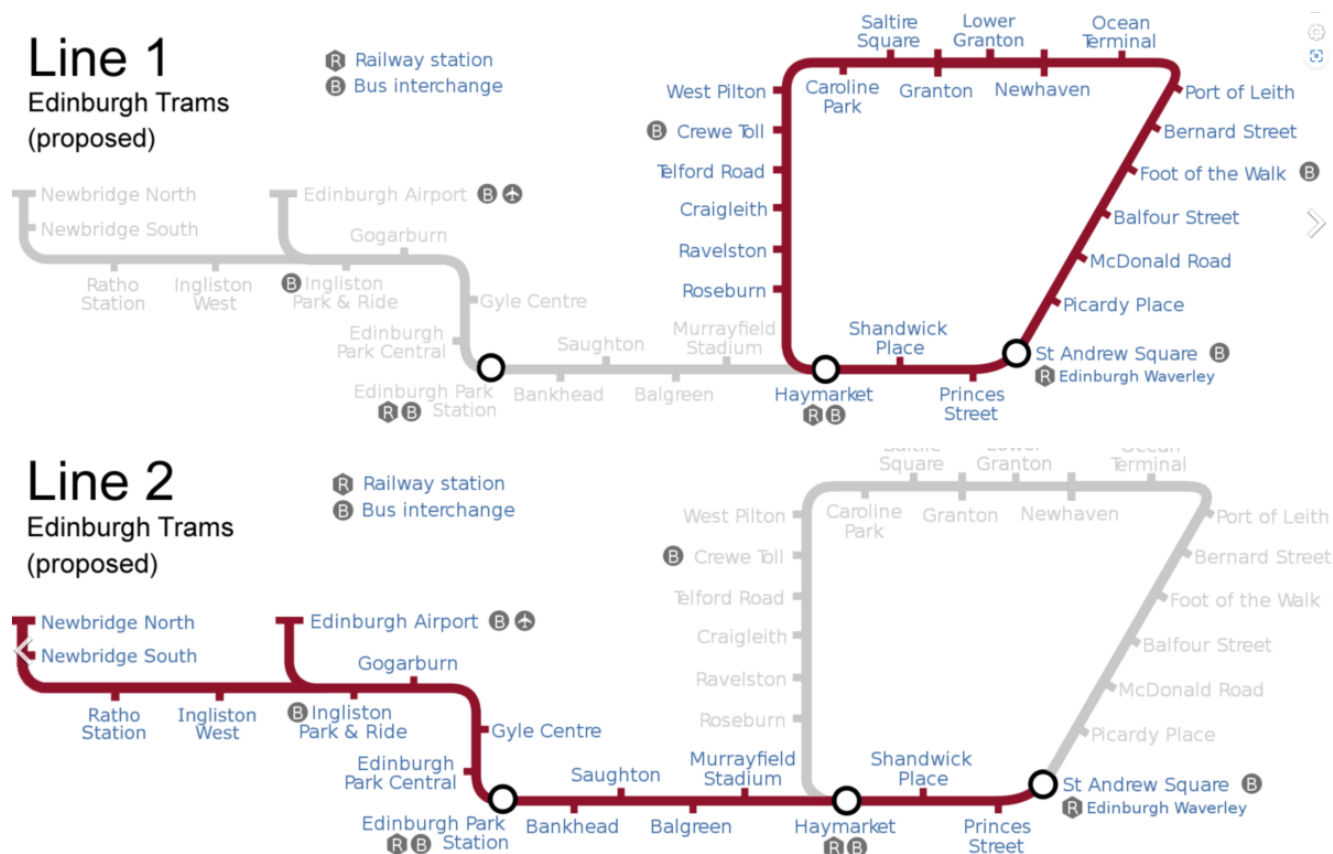 Line 1
Edinburgh Trams
(proposed)
R Railway station
B Bus interchange
Saltire
Square
Lower
Granton
Ocean
Terminal
West Pilton
Caroline
Park
Granton
Newhaven
Port of Leith
B Crewe Toll
Bernard Street
Telford Road
Foot of the Walk B
Newbridge North
Edinburgh Airport B
Craigleith
Balfour Street
Newbridge South
Gogarburn
Ravelston
McDonald Road
Ratho
Station
Ingliston
West
B Ingliston
Park & Ride
Roseburn
Gyle Centre
Picardy Place
Edinburgh
Park Central
Saughton
Murrayfield
Stadium
Shandwick
Place
St Andrew Square B
R Edinburgh Waverley
Edinburgh Park
R B Station
Bankhead
Balgreen
Haymarket
R B
Princes
Street
Line 2
Edinburgh Trams
(proposed)
R Railway station
B Bus interchange
Saltire
Square
Lower
Granton
Ocean
Terminal
West Pilton
Caroline
Park
Granton
Newhaven
Port of Leith
B Crewe Toll
Bernard Street
Telford Road
Foot of the Walk
Newbridge North
Edinburgh Airport B
Craigleith
Balfour Street
Newbridge South
Gogarburn
Ravelston
McDonald Road
Ratho
Station
Ingliston
West
B Ingliston
Park & Ride
Roseburn
Gyle Centre
Picardy Place
Edinburgh
Park Central
Saughton
Murrayfield
Stadium
Shandwick
Place
St Andrew Square B
R Edinburgh Waverley
Edinburgh Park
R B Station
Bankhead
Balgreen
Haymarket
R B
Princes
Street